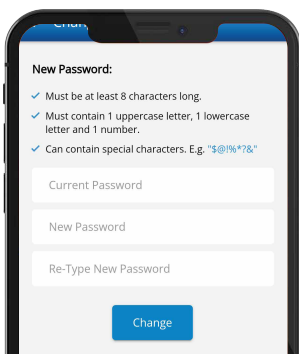 New Password:
Must be at least 8 characters long.
Must contain 1 uppercase letter, 1 lowercase
letter and 1 number.
Can contain special characters. E.g. "$@!%*?&"
Current Password
New Password
Re-Type New Password
Change